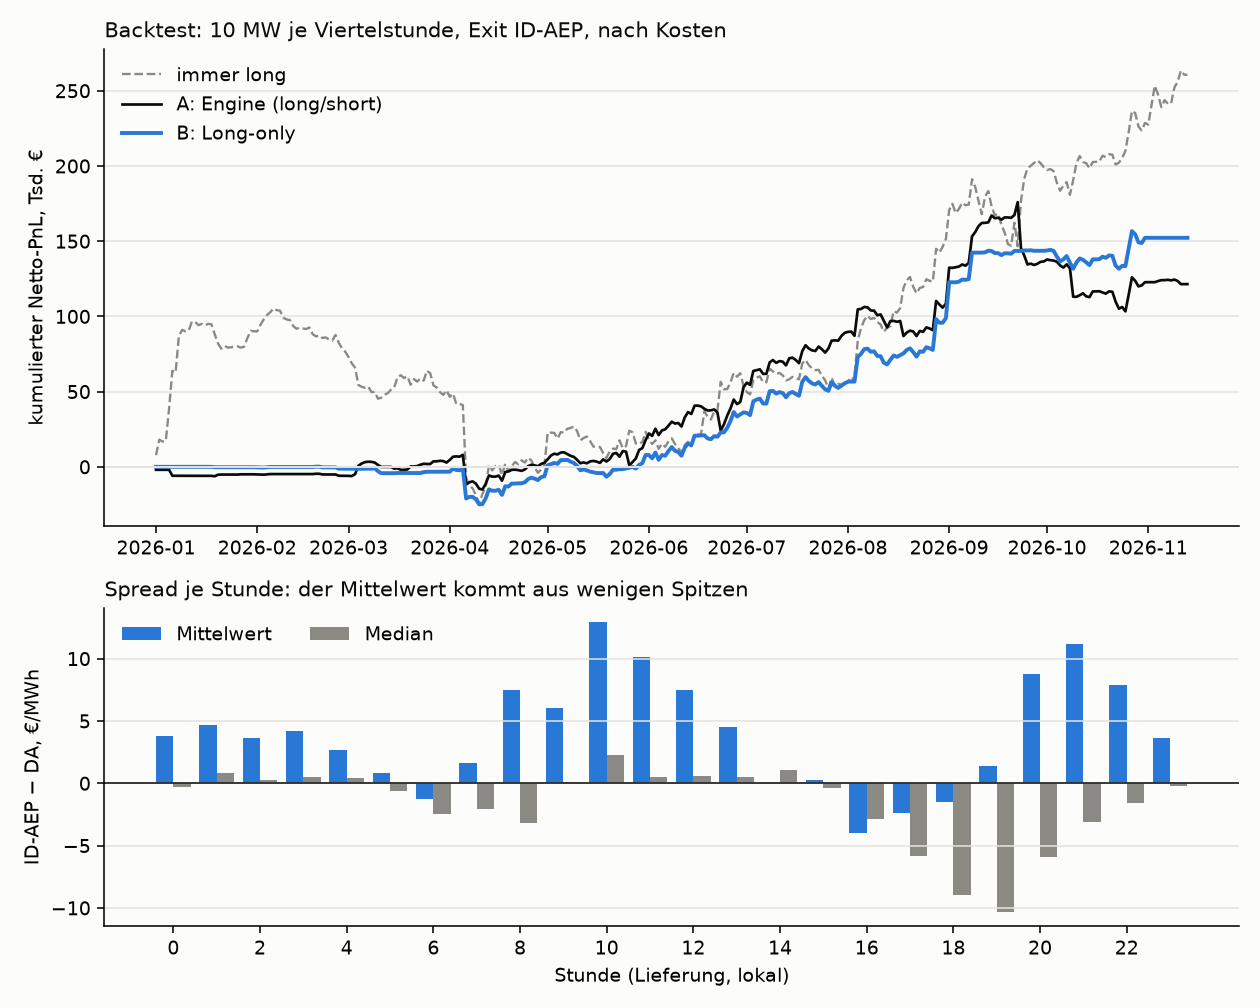 Backtest: 10 MW je Viertelstunde, Exit ID-AEP, nach Kosten
immer long
A: Engine (long/short)
B: Long-only
kumulierter Netto-PnL, Tsd. €
250
200
150
100
50
0
2026-01 2026-02 2026-03 2026-04 2026-05 2026-06 2026-07 2026-08 2026-09 2026-10 2026-11
Spread je Stunde: der Mittelwert kommt aus wenigen Spitzen
Mittelwert Median
ID-AEP − DA, €/MWh
10
5
0
−5
−10
0 2 4 6 8 10 12 14 16 18 20 22
Stunde (Lieferung, lokal)